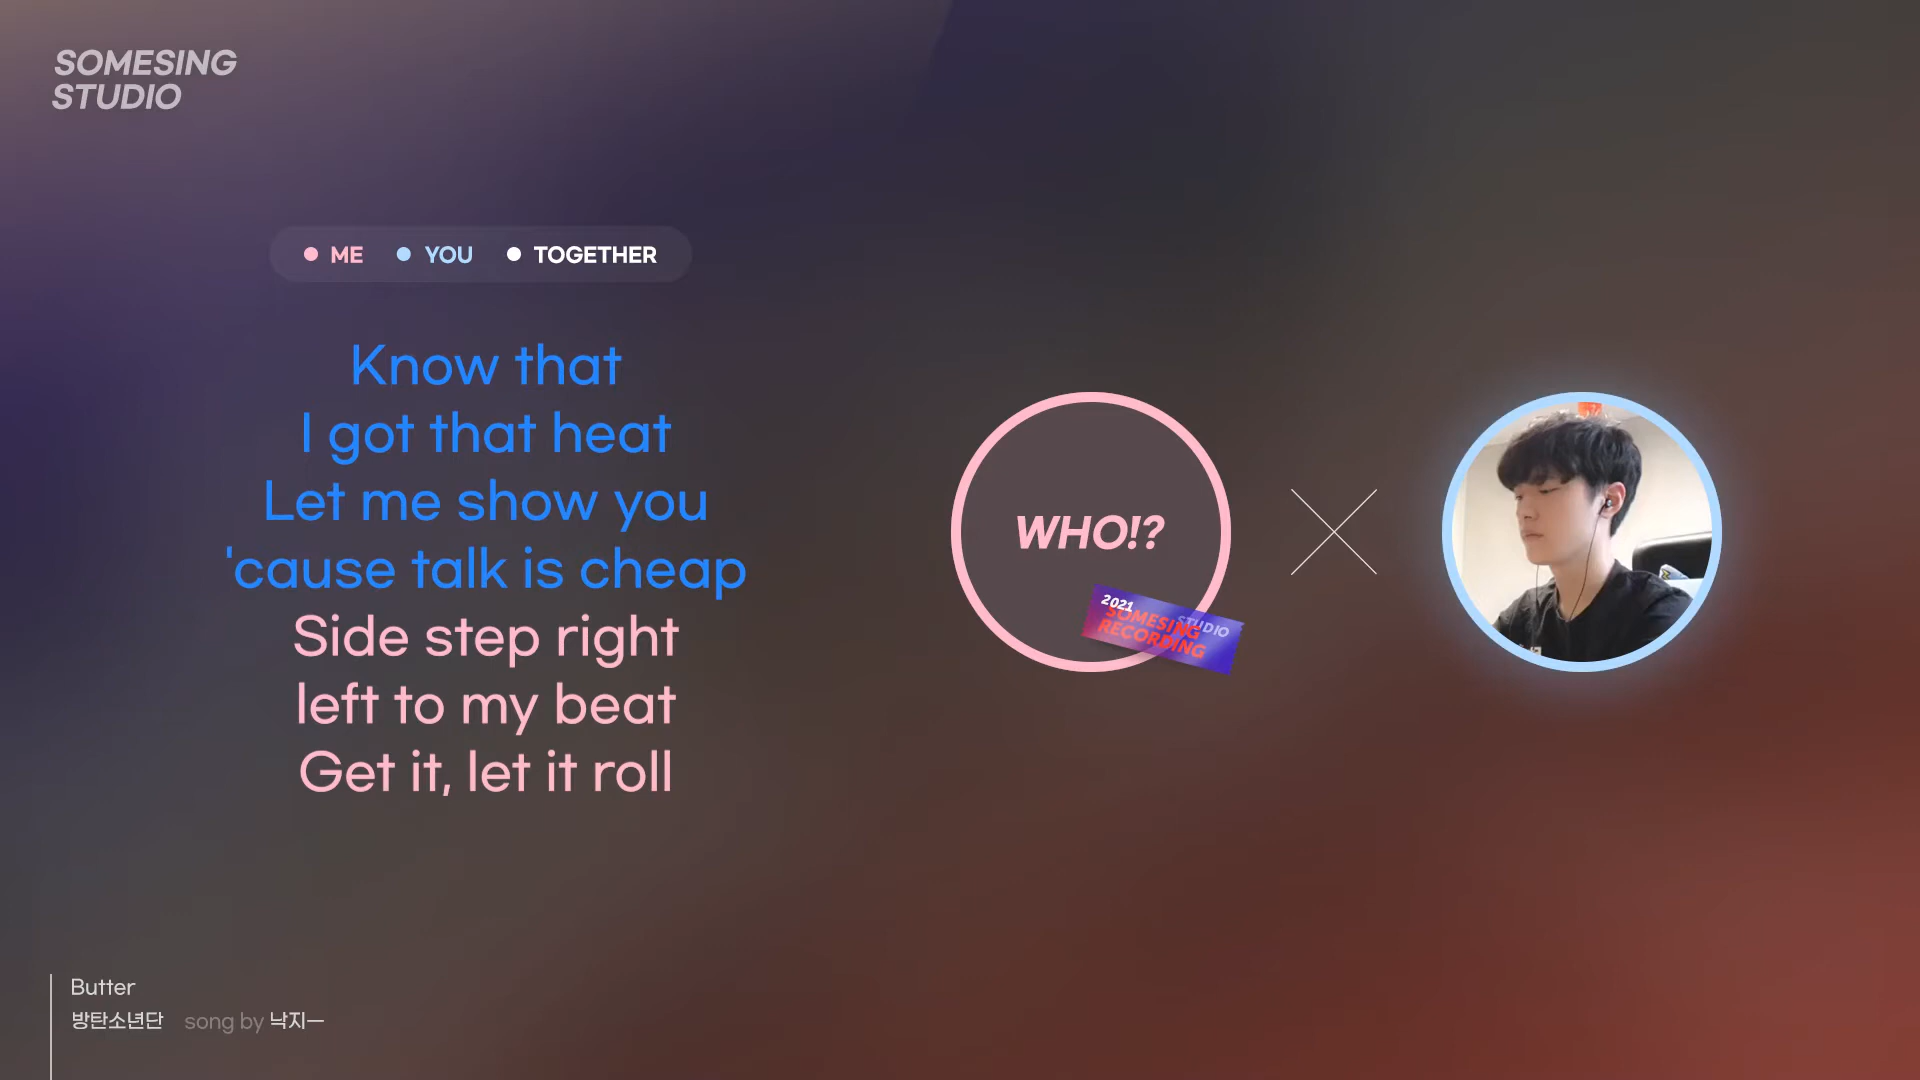 SOMESING
STUDIO
ME YOU TOGETHER
Know that
I got that heat
Let me show you
'cause talk is cheap
Side step right
left to my beat
Get it, let it roll
WHO!?
2021
STUDIO
SOMESING
RECORDING
Butter
방탄소년단 song by 낙지ㅡ